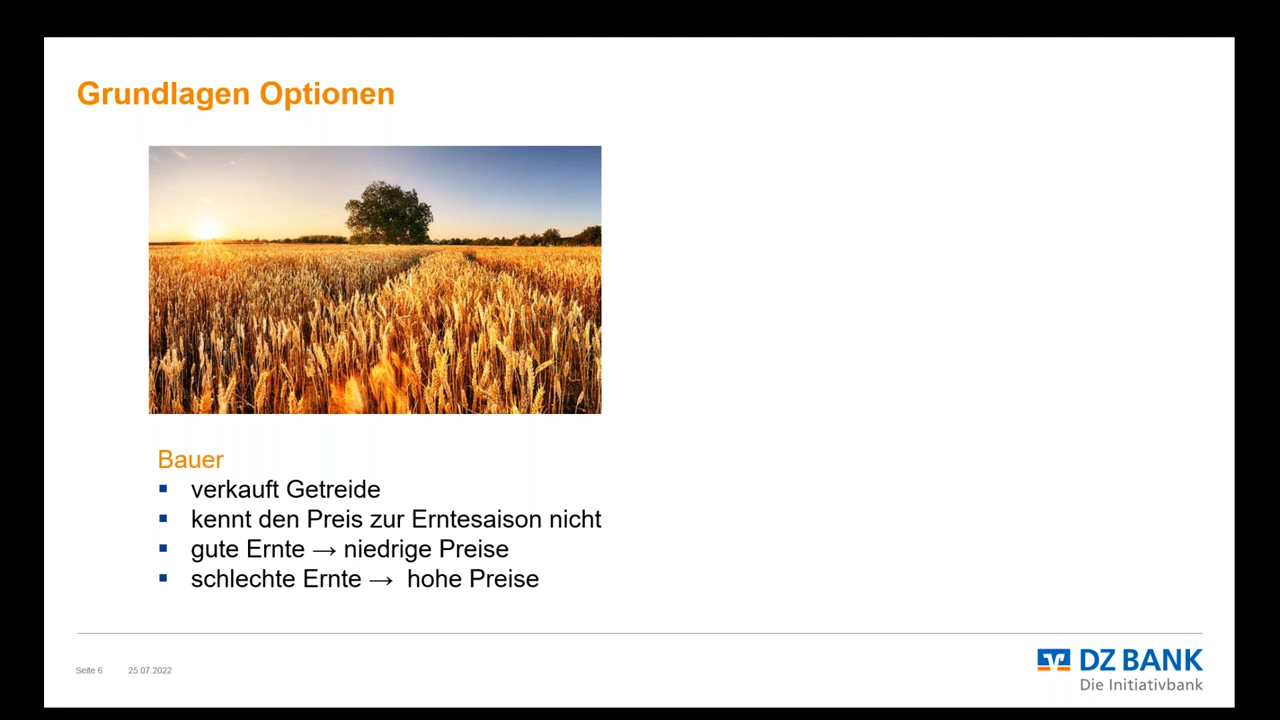 Grundlagen Optionen
Bauer
▪ verkauft Getreide
▪ kennt den Preis zur Erntesaison nicht
▪ gute Ernte → niedrige Preise
▪ schlechte Ernte → hohe Preise
Seite 6 25.07.2022
DZ BANK
Die Initiativbank